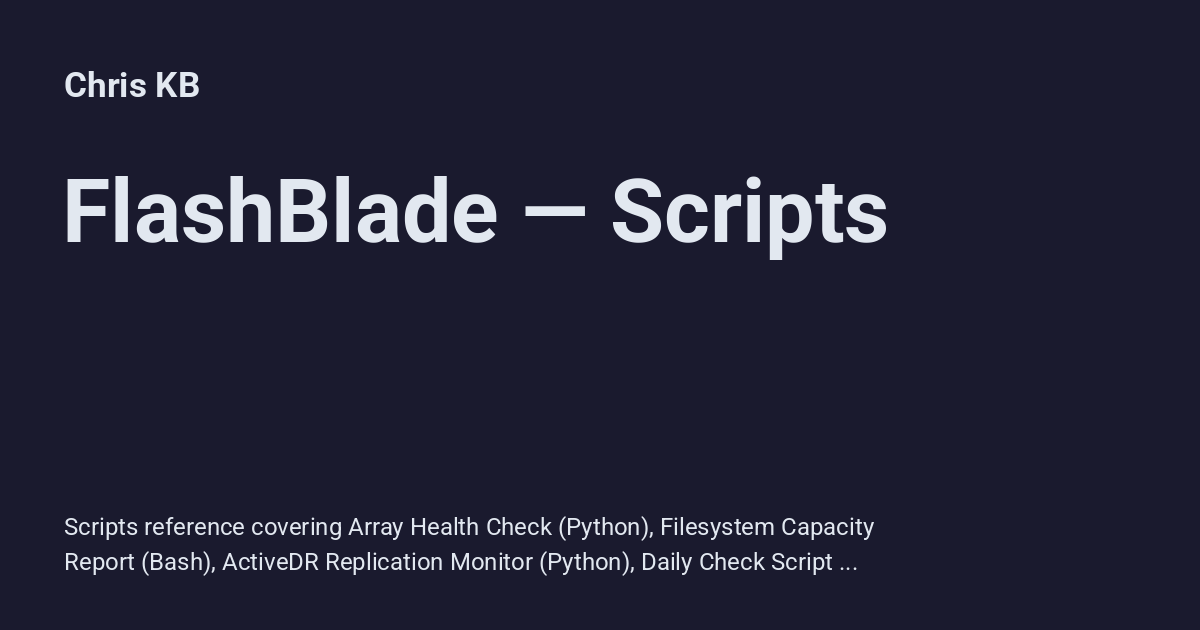 Chris KB
FlashBlade — Scripts
Scripts reference covering Array Health Check (Python), Filesystem Capacity
Report (Bash), ActiveDR Replication Monitor (Python), Daily Check Script ...